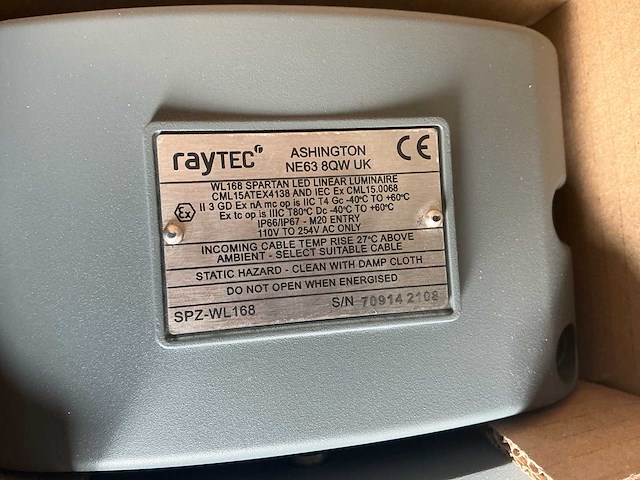 rayTEC
ASHINGTON
NE63 8QW UK
CE
WL168 SPARTAN LED LINEAR LUMINAIRE
CML15ATEX4138 AND IEC Ex CML15.0068
Ex II 3 GD Ex nA mc op is IIC T4 Gc -40°C TO +60°C
Ex tc op is IIIC T80°C Dc -40°C TO +60°C
IP66/IP67 - M20 ENTRY
110V TO 254V AC ONLY
INCOMING CABLE TEMP RISE 27°C ABOVE
AMBIENT - SELECT SUITABLE CABLE
STATIC HAZARD - CLEAN WITH DAMP CLOTH
DO NOT OPEN WHEN ENERGISED
SPZ-WL168
S/N 709142108